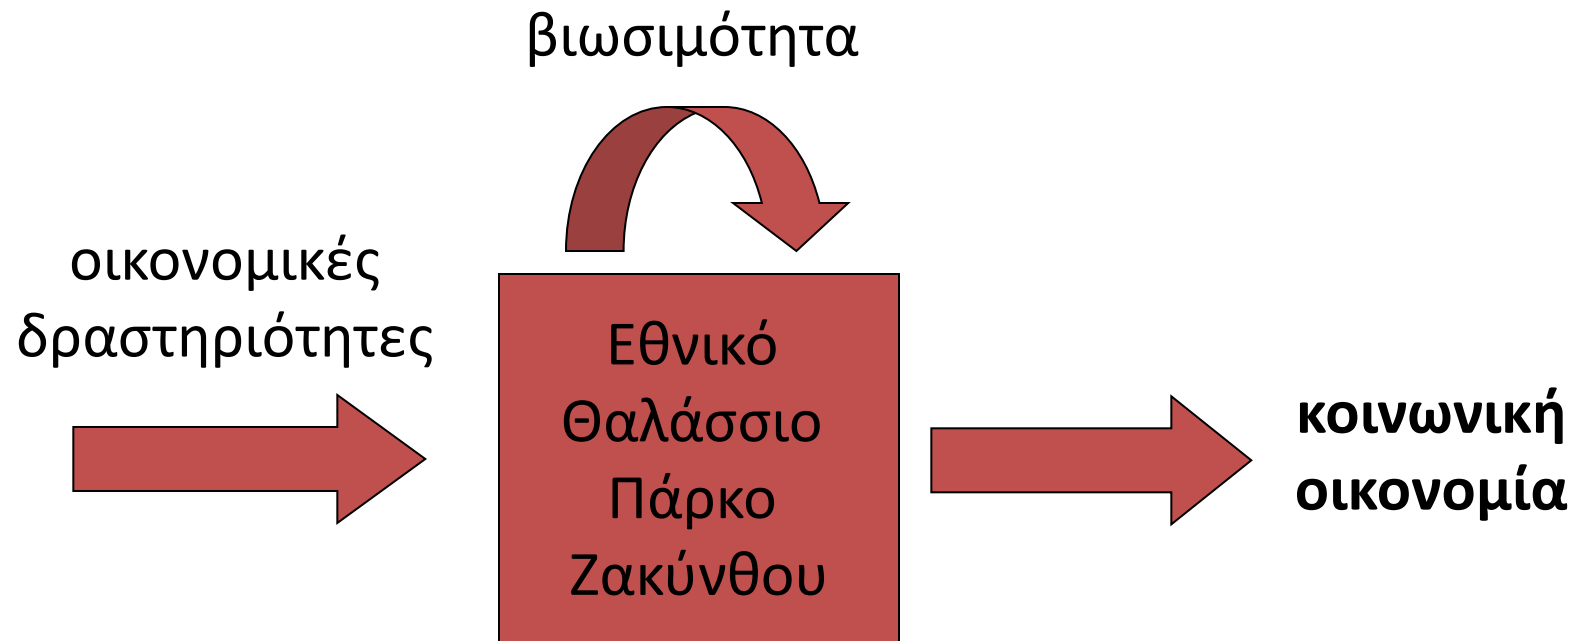 βιωσιμότητα
οικονομικές
δραστηριότητες
Εθνικό
Θαλάσσιο
Πάρκο
Ζακύνθου
κοινωνική
οικονομία